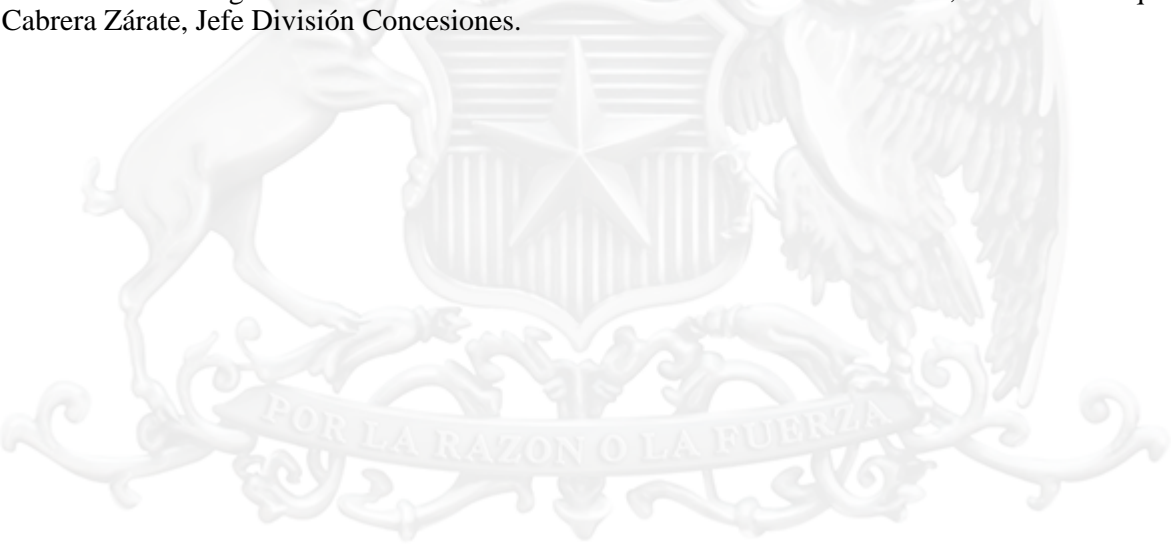 Cabrera Zárate, Jefe División Concesiones.
POR LA RAZON O LA FUERZA